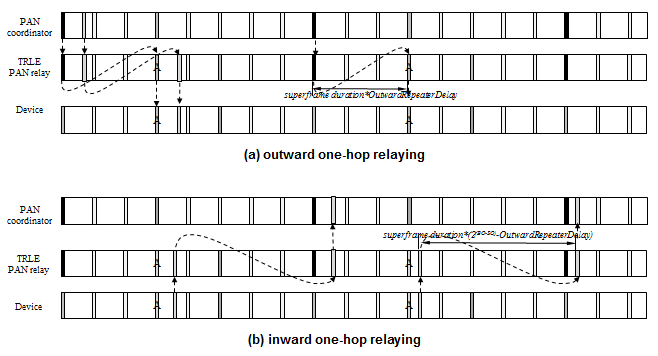 PAN
coordinator
TRLE
PAN relay
A
A
superframe duration*OutwardRepeaterDelay
Device
A
A
(a) outward one-hop relaying
PAN
coordinator
superframe duration*(2^BO-SO-OutwardRepeaterDelay)
TRLE
PAN relay
A
A
Device
A
A
(b) inward one-hop relaying